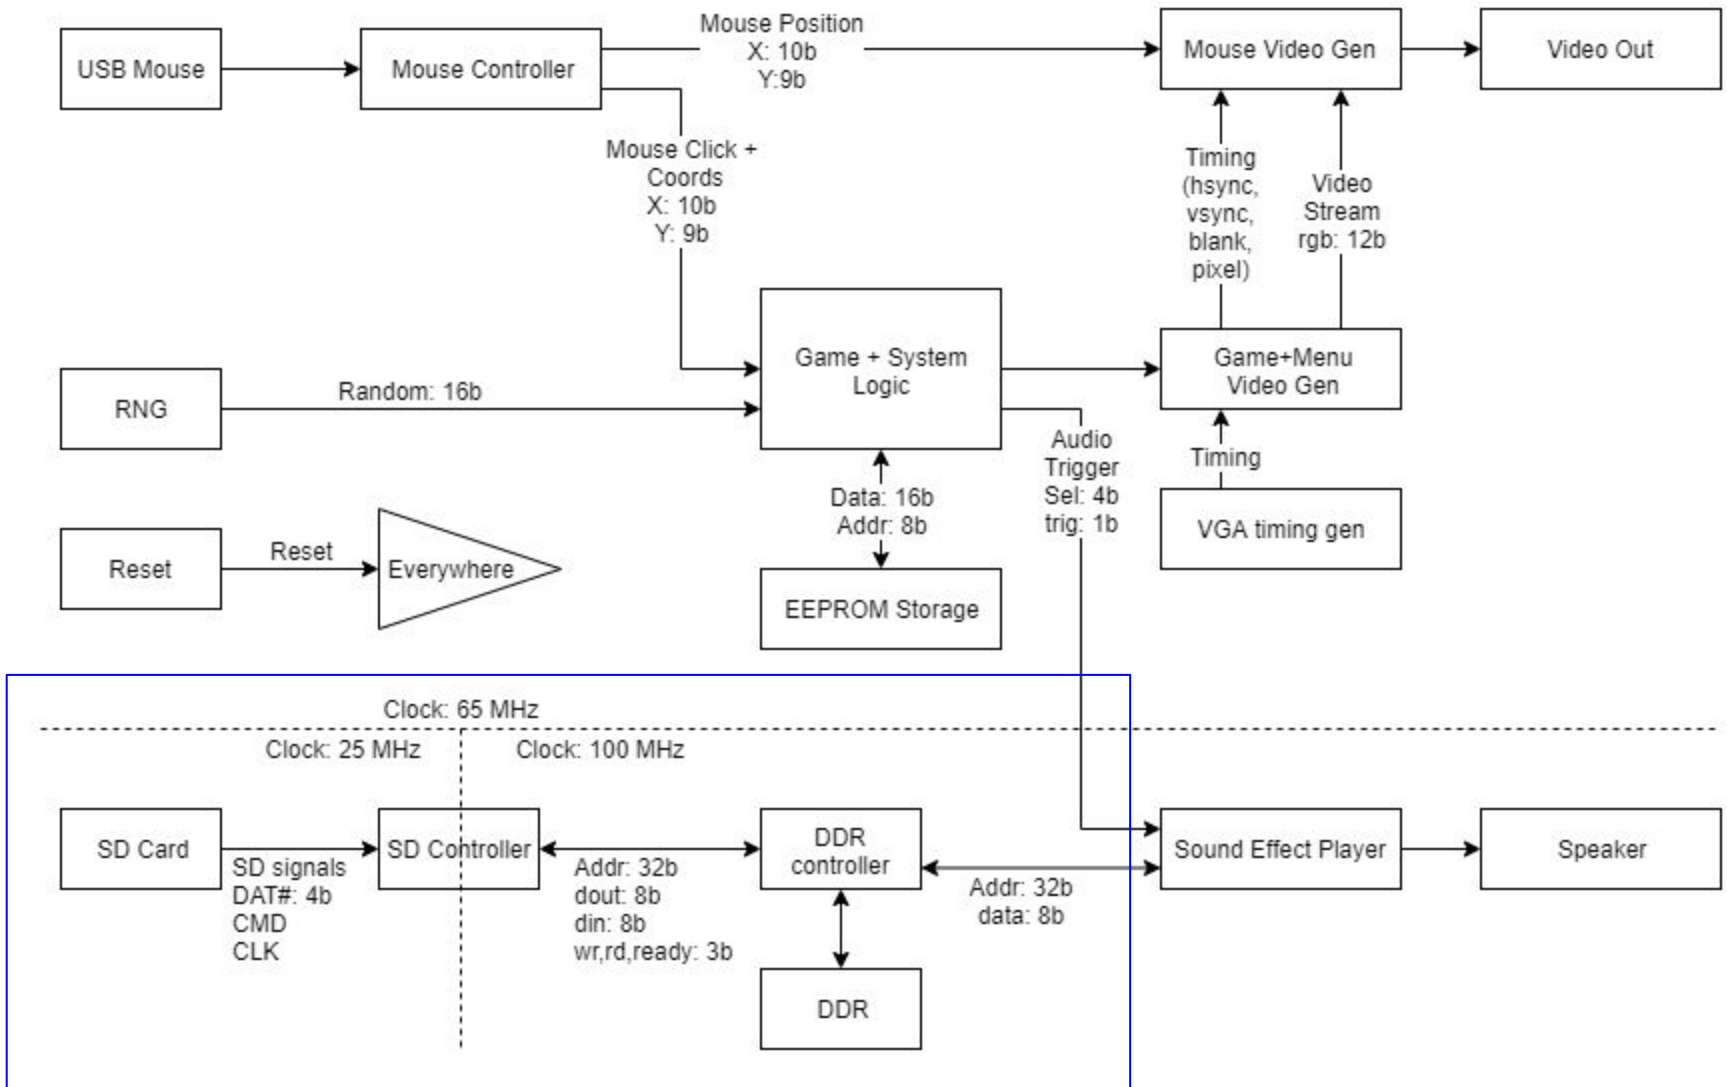 USB Mouse
Mouse Controller
Mouse Position
X: 10b
Y:9b
Mouse Video Gen
Video Out
Mouse Click +
Coords
X: 10b
Y: 9b
Timing
(hsync,
vsync,
blank,
pixel)
Video
Stream
rgb: 12b
RNG
Random: 16b
Game + System
Logic
Game+Menu
Video Gen
Audio
Trigger
Sel: 4b
trig: 1b
Timing
VGA timing gen
Data: 16b
Addr: 8b
EEPROM Storage
Reset
Reset
Everywhere
Clock: 65 MHz
Clock: 25 MHz
Clock: 100 MHz
SD Card
SD signals
DAT#: 4b
CMD
CLK
SD Controller
Addr: 32b
dout: 8b
din: 8b
wr,rd,ready: 3b
DDR
controller
DDR
Addr: 32b
data: 8b
Sound Effect Player
Speaker